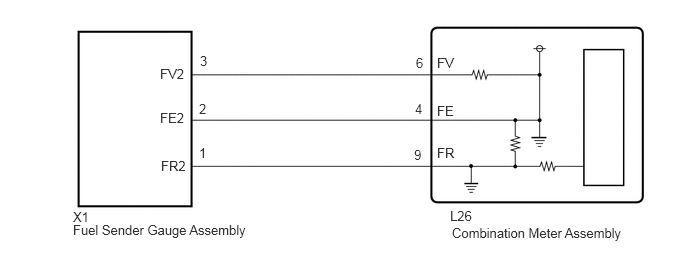 3 6 FV
FV2
2 4 FE
FE2
1 9 FR
FR2
X1 L26
Fuel Sender Gauge Assembly Combination Meter Assembly